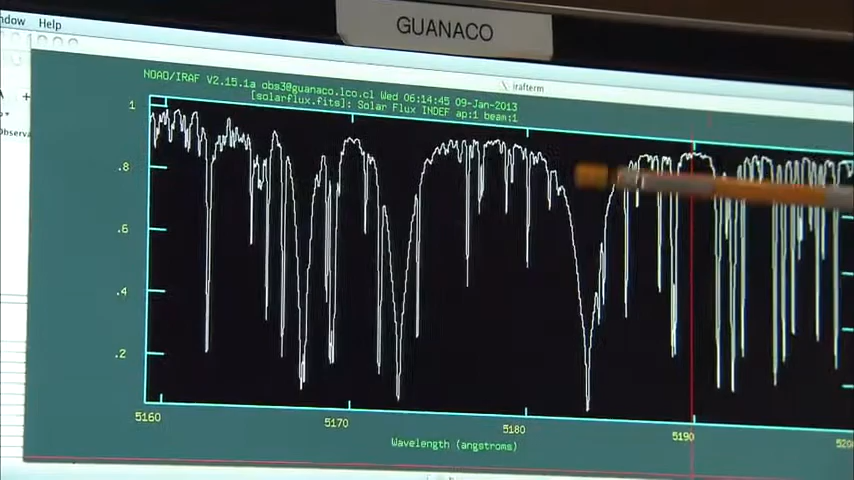 GUANACO
ndow Help
irafterm
NOAO/IRAF V2.15.1a obs3@guanaco.lco.cl Wed 06:14:45 09-Jan-2013
[solarflux.fits]: Solar Flux INDEF ap:1 beam:1
1
.8
.6
.4
.2
5160
5170
5180
5190
Wavelength (angstroms)